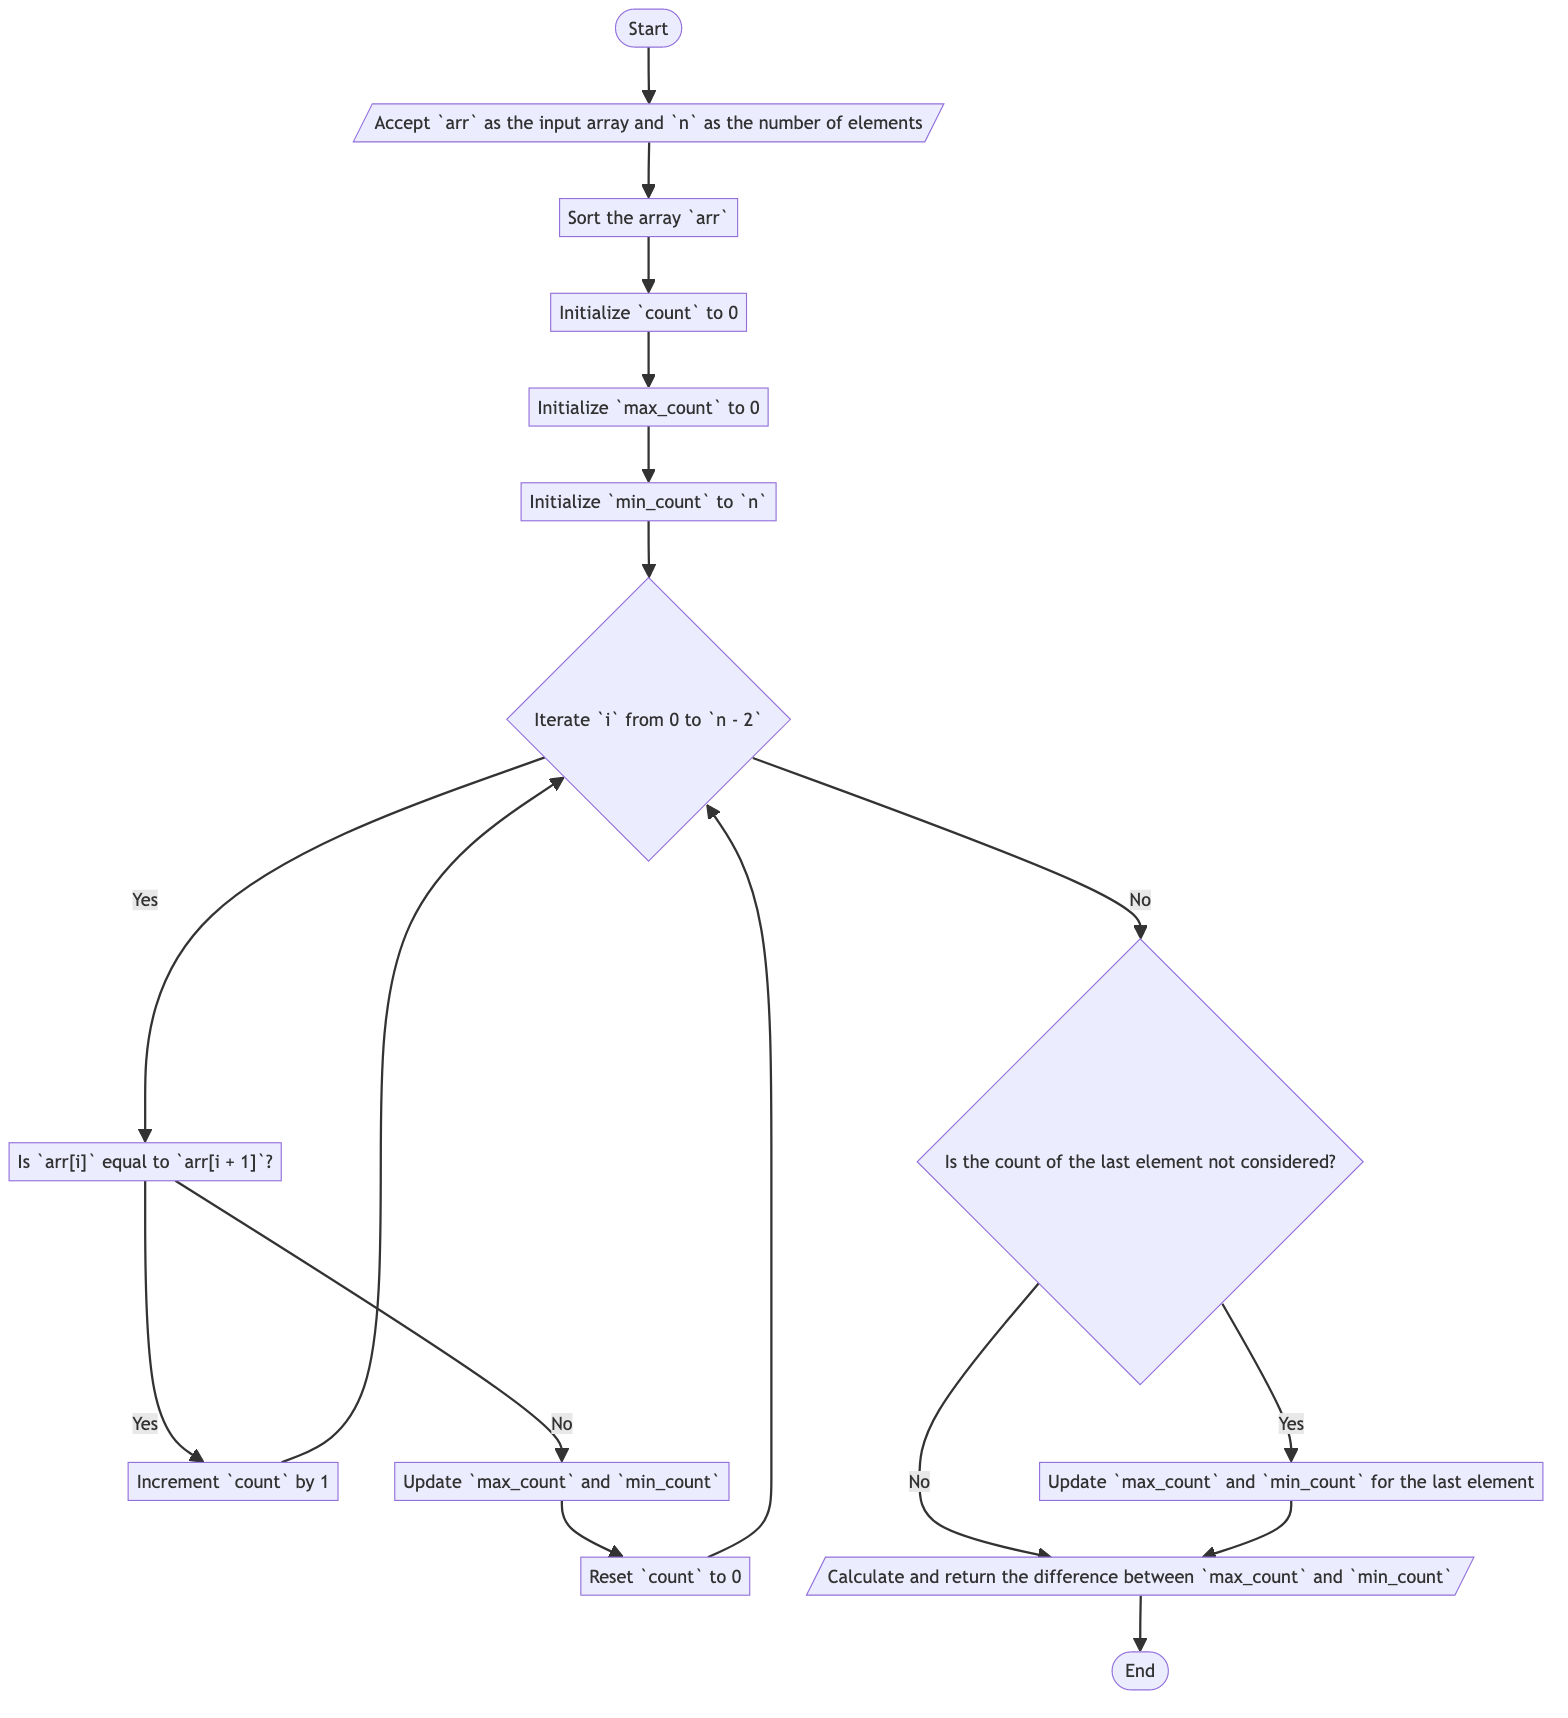 Start
Accept `arr` as the input array and `n` as the number of elements
Sort the array `arr`
Initialize `count` to 0
Initialize `max_count` to 0
Initialize `min_count` to `n`
Iterate `i` from 0 to `n - 2`
Yes
No
Is `arr[i]` equal to `arr[i + 1]`?
Is the count of the last element not considered?
Yes
No
Yes
No
Increment `count` by 1
Update `max_count` and `min_count`
Update `max_count` and `min_count` for the last element
Reset `count` to 0
Calculate and return the difference between `max_count` and `min_count`
End